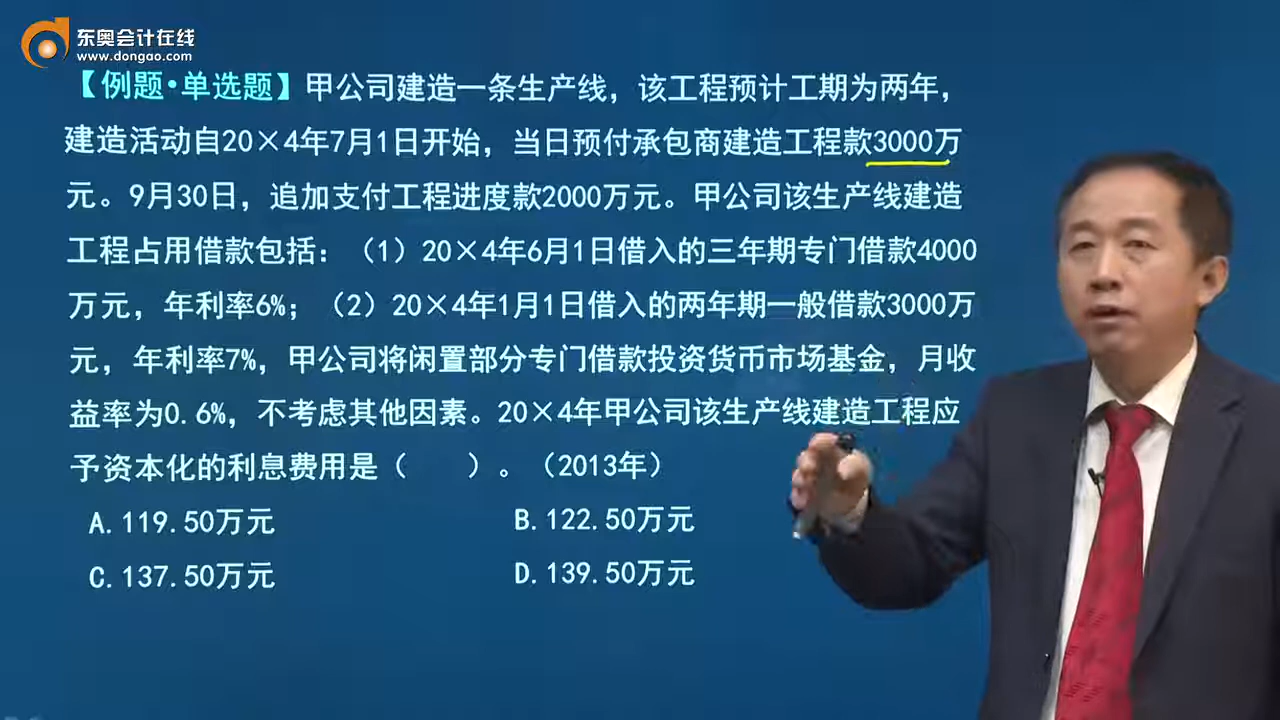 东奥会计在线
www.dongao.com
【例题·单选题】甲公司建造一条生产线，该工程预计工期为两年，
建造活动自20×4年7月1日开始，当日预付承包商建造工程款3000万
元。9月30日，追加支付工程进度款2000万元。甲公司该生产线建造
工程占用借款包括：（1）20×4年6月1日借入的三年期专门借款4000
万元，年利率6%；（2）20×4年1月1日借入的两年期一般借款3000万
元，年利率7%，甲公司将闲置部分专门借款投资货币市场基金，月收
益率为0.6%，不考虑其他因素。20×4年甲公司该生产线建造工程应
予资本化的利息费用是（　　）。（2013年）
A.119.50万元　B.122.50万元
C.137.50万元　D.139.50万元